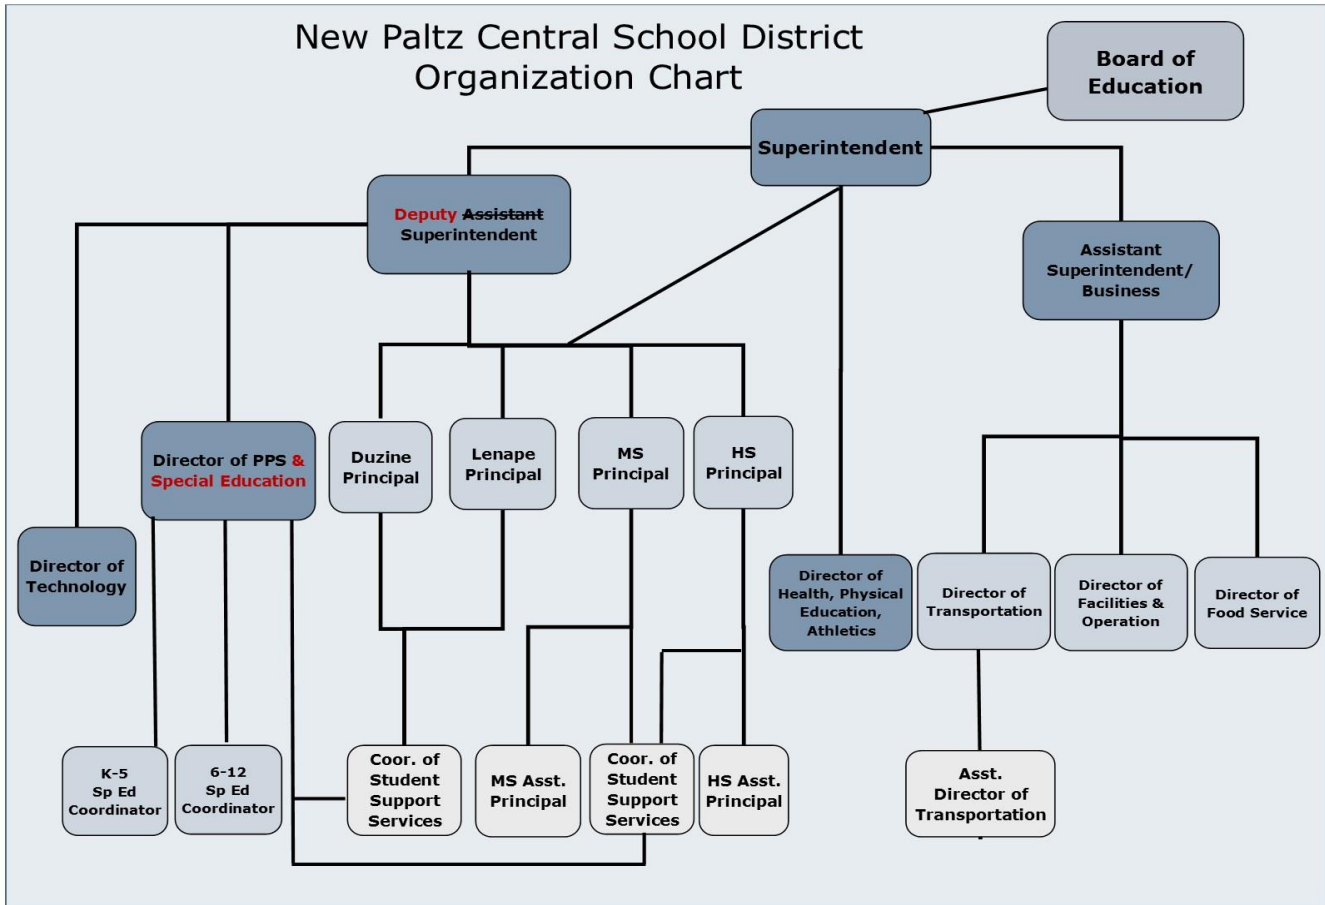 New Paltz Central School District
Organization Chart
Board of
Education
Superintendent
Deputy Assistant
Superintendent
Assistant
Superintendent/
Business
Director of PPS &
Special Education
Duzine
Principal
Lenape
Principal
MS
Principal
HS
Principal
Director of
Technology
Director of
Health, Physical
Education,
Athletics
Director of
Transportation
Director of
Facilities &
Operation
Director of
Food Service
K-5
Sp Ed
Coordinator
6-12
Sp Ed
Coordinator
Coor. of
Student
Support
Services
MS Asst.
Principal
Coor. of
Student
Support
Services
HS Asst.
Principal
Asst.
Director of
Transportation